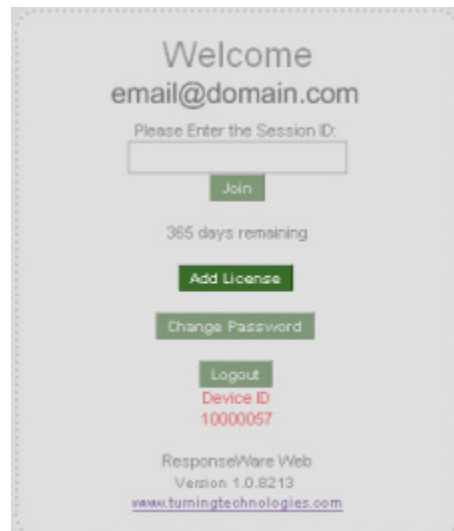 Welcome
email@domain.com
Please Enter the Session ID:
Join
365 days remaining
Add License
Change Password
Logout
Device ID
10000057
ResponseWare Web
Version 1.0.8213
www.turningtechnologies.com